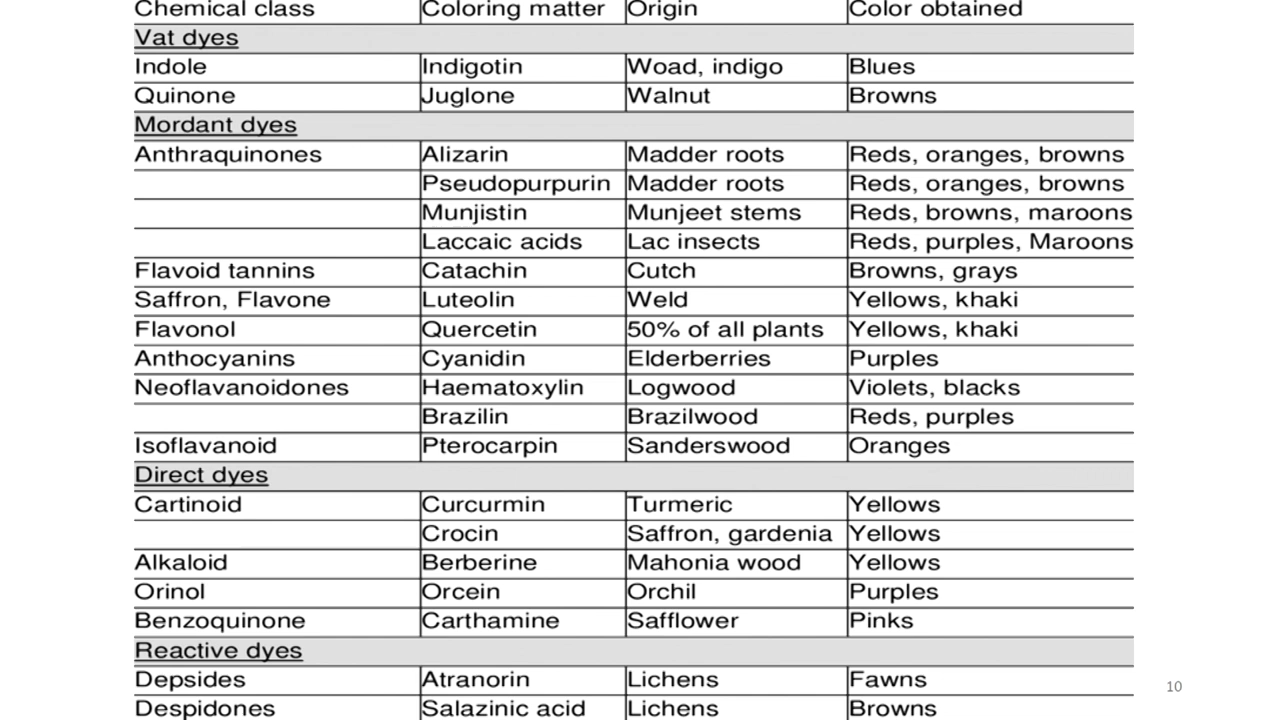 Chemical class Coloring matter Origin Color obtained
Vat dyes
Indole Indigotin Woad, indigo Blues
Quinone Juglone Walnut Browns
Mordant dyes
Anthraquinones Alizarin Madder roots Reds, oranges, browns
Pseudopurpurin Madder roots Reds, oranges, browns
Munjistin Munjeet stems Reds, browns, maroons
Laccaic acids Lac insects Reds, purples, Maroons
Flavoid tannins Catachin Cutch Browns, grays
Saffron, Flavone Luteolin Weld Yellows, khaki
Flavonol Quercetin 50% of all plants Yellows, khaki
Anthocyanins Cyanidin Elderberries Purples
Neoflavanoidones Haematoxylin Logwood Violets, blacks
Brazilin Brazilwood Reds, purples
Isoflavanoid Pterocarpin Sanderswood Oranges
Direct dyes
Cartinoid Curcurmin Turmeric Yellows
Crocin Saffron, gardenia Yellows
Alkaloid Berberine Mahonia wood Yellows
Orinol Orcein Orchil Purples
Benzoquinone Carthamine Safflower Pinks
Reactive dyes
Depsides Atranorin Lichens Fawns
Despidones Salazinic acid Lichens Browns
10